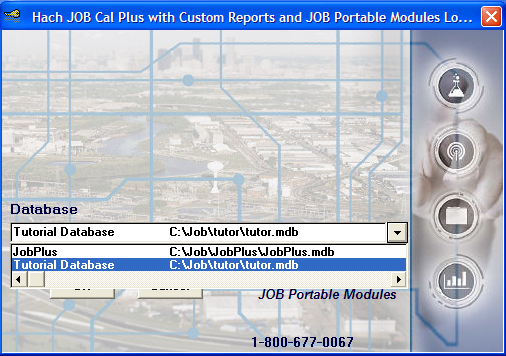 Hach JOB Cal Plus with Custom Reports and JOB Portable Modules Lo...
Database
Tutorial Database C:\Job\tutor\tutor.mdb
JobPlus C:\Job\JobPlus\JobPlus.mdb
Tutorial Database C:\Job\tutor\tutor.mdb
JOB Portable Modules
1-800-677-0067